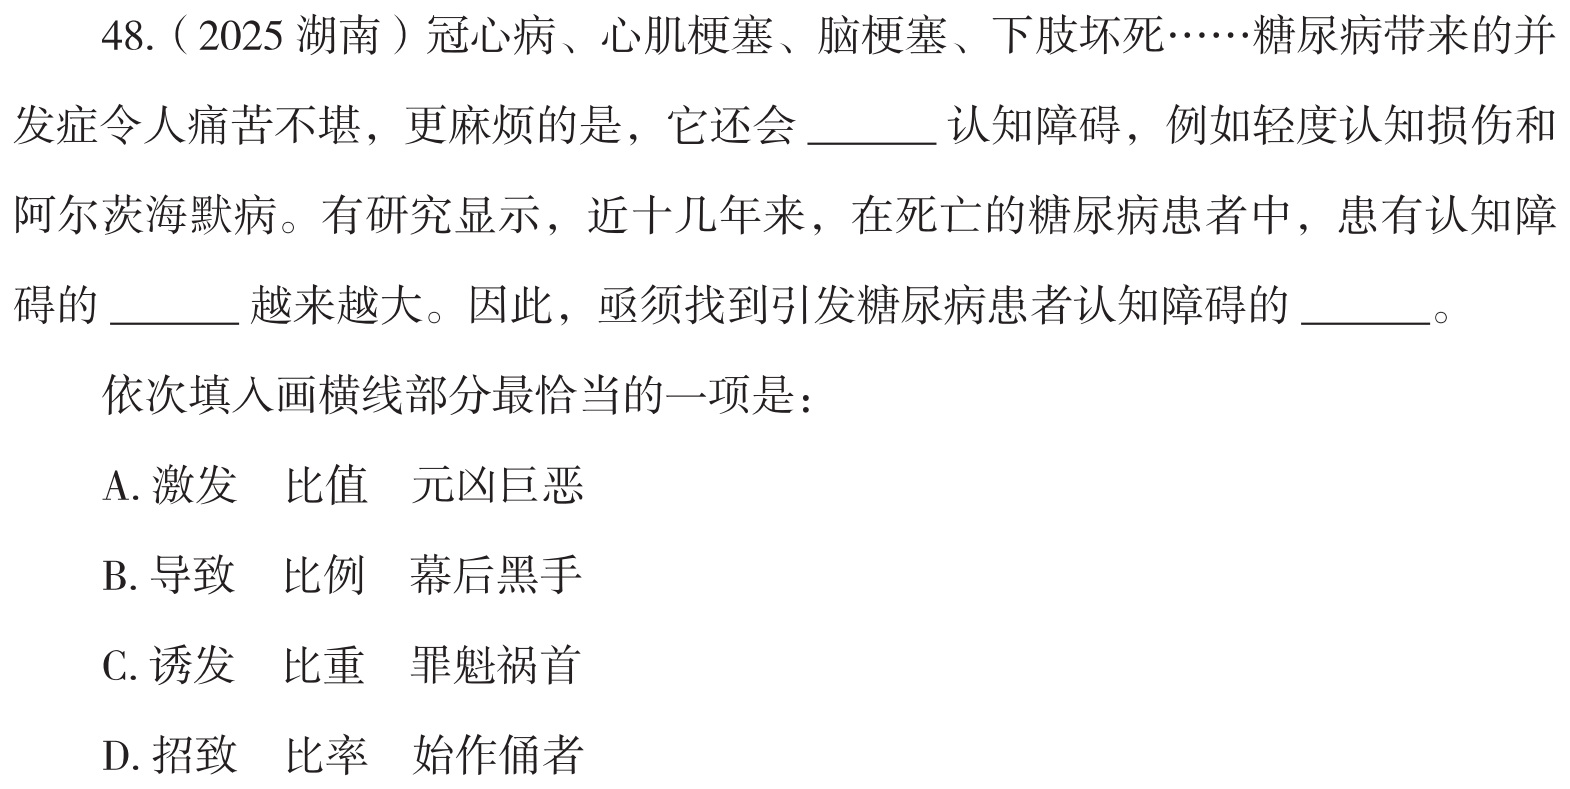 48.（2025 湖南）冠心病、心肌梗塞、脑梗塞、下肢坏死……糖尿病带来的并
发症令人痛苦不堪，更麻烦的是，它还会 ______ 认知障碍，例如轻度认知损伤和
阿尔茨海默病。有研究显示，近十几年来，在死亡的糖尿病患者中，患有认知障
碍的 ______ 越来越大。因此，亟须找到引发糖尿病患者认知障碍的 ______。
依次填入画横线部分最恰当的一项是：
A. 激发 比值 元凶巨恶
B. 导致 比例 幕后黑手
C. 诱发 比重 罪魁祸首
D. 招致 比率 始作俑者